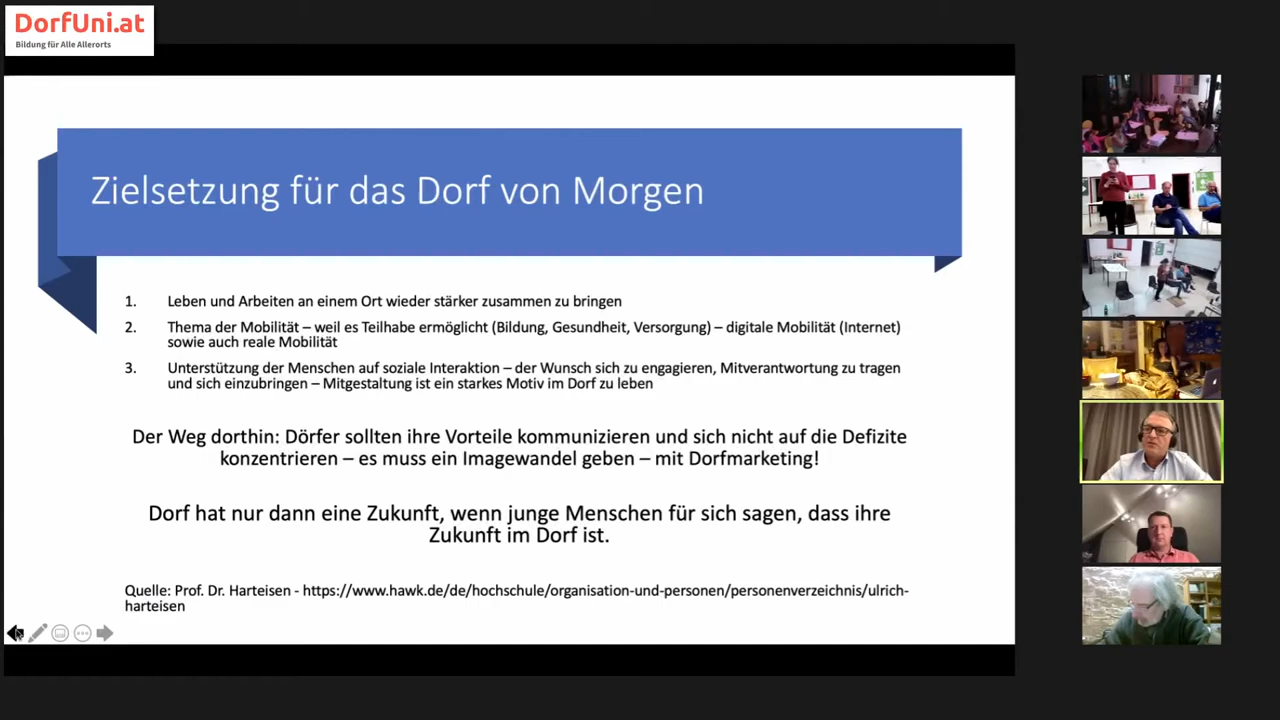 DorfUni.at
Bildung für Alle Allerorts
Zielsetzung für das Dorf von Morgen
1. Leben und Arbeiten an einem Ort wieder stärker zusammen zu bringen
2. Thema der Mobilität – weil es Teilhabe ermöglicht (Bildung, Gesundheit, Versorgung) – digitale Mobilität (Internet)
sowie auch reale Mobilität
3. Unterstützung der Menschen auf soziale Interaktion – der Wunsch sich zu engagieren, Mitverantwortung zu tragen
und sich einzubringen – Mitgestaltung ist ein starkes Motiv im Dorf zu leben
Der Weg dorthin: Dörfer sollten ihre Vorteile kommunizieren und sich nicht auf die Defizite
konzentrieren – es muss ein Imagewandel geben – mit Dorfmarketing!
Dorf hat nur dann eine Zukunft, wenn junge Menschen für sich sagen, dass ihre
Zukunft im Dorf ist.
Quelle: Prof. Dr. Harteisen - https://www.hawk.de/de/hochschule/organisation-und-personen/personenverzeichnis/ulrich-
harteisen